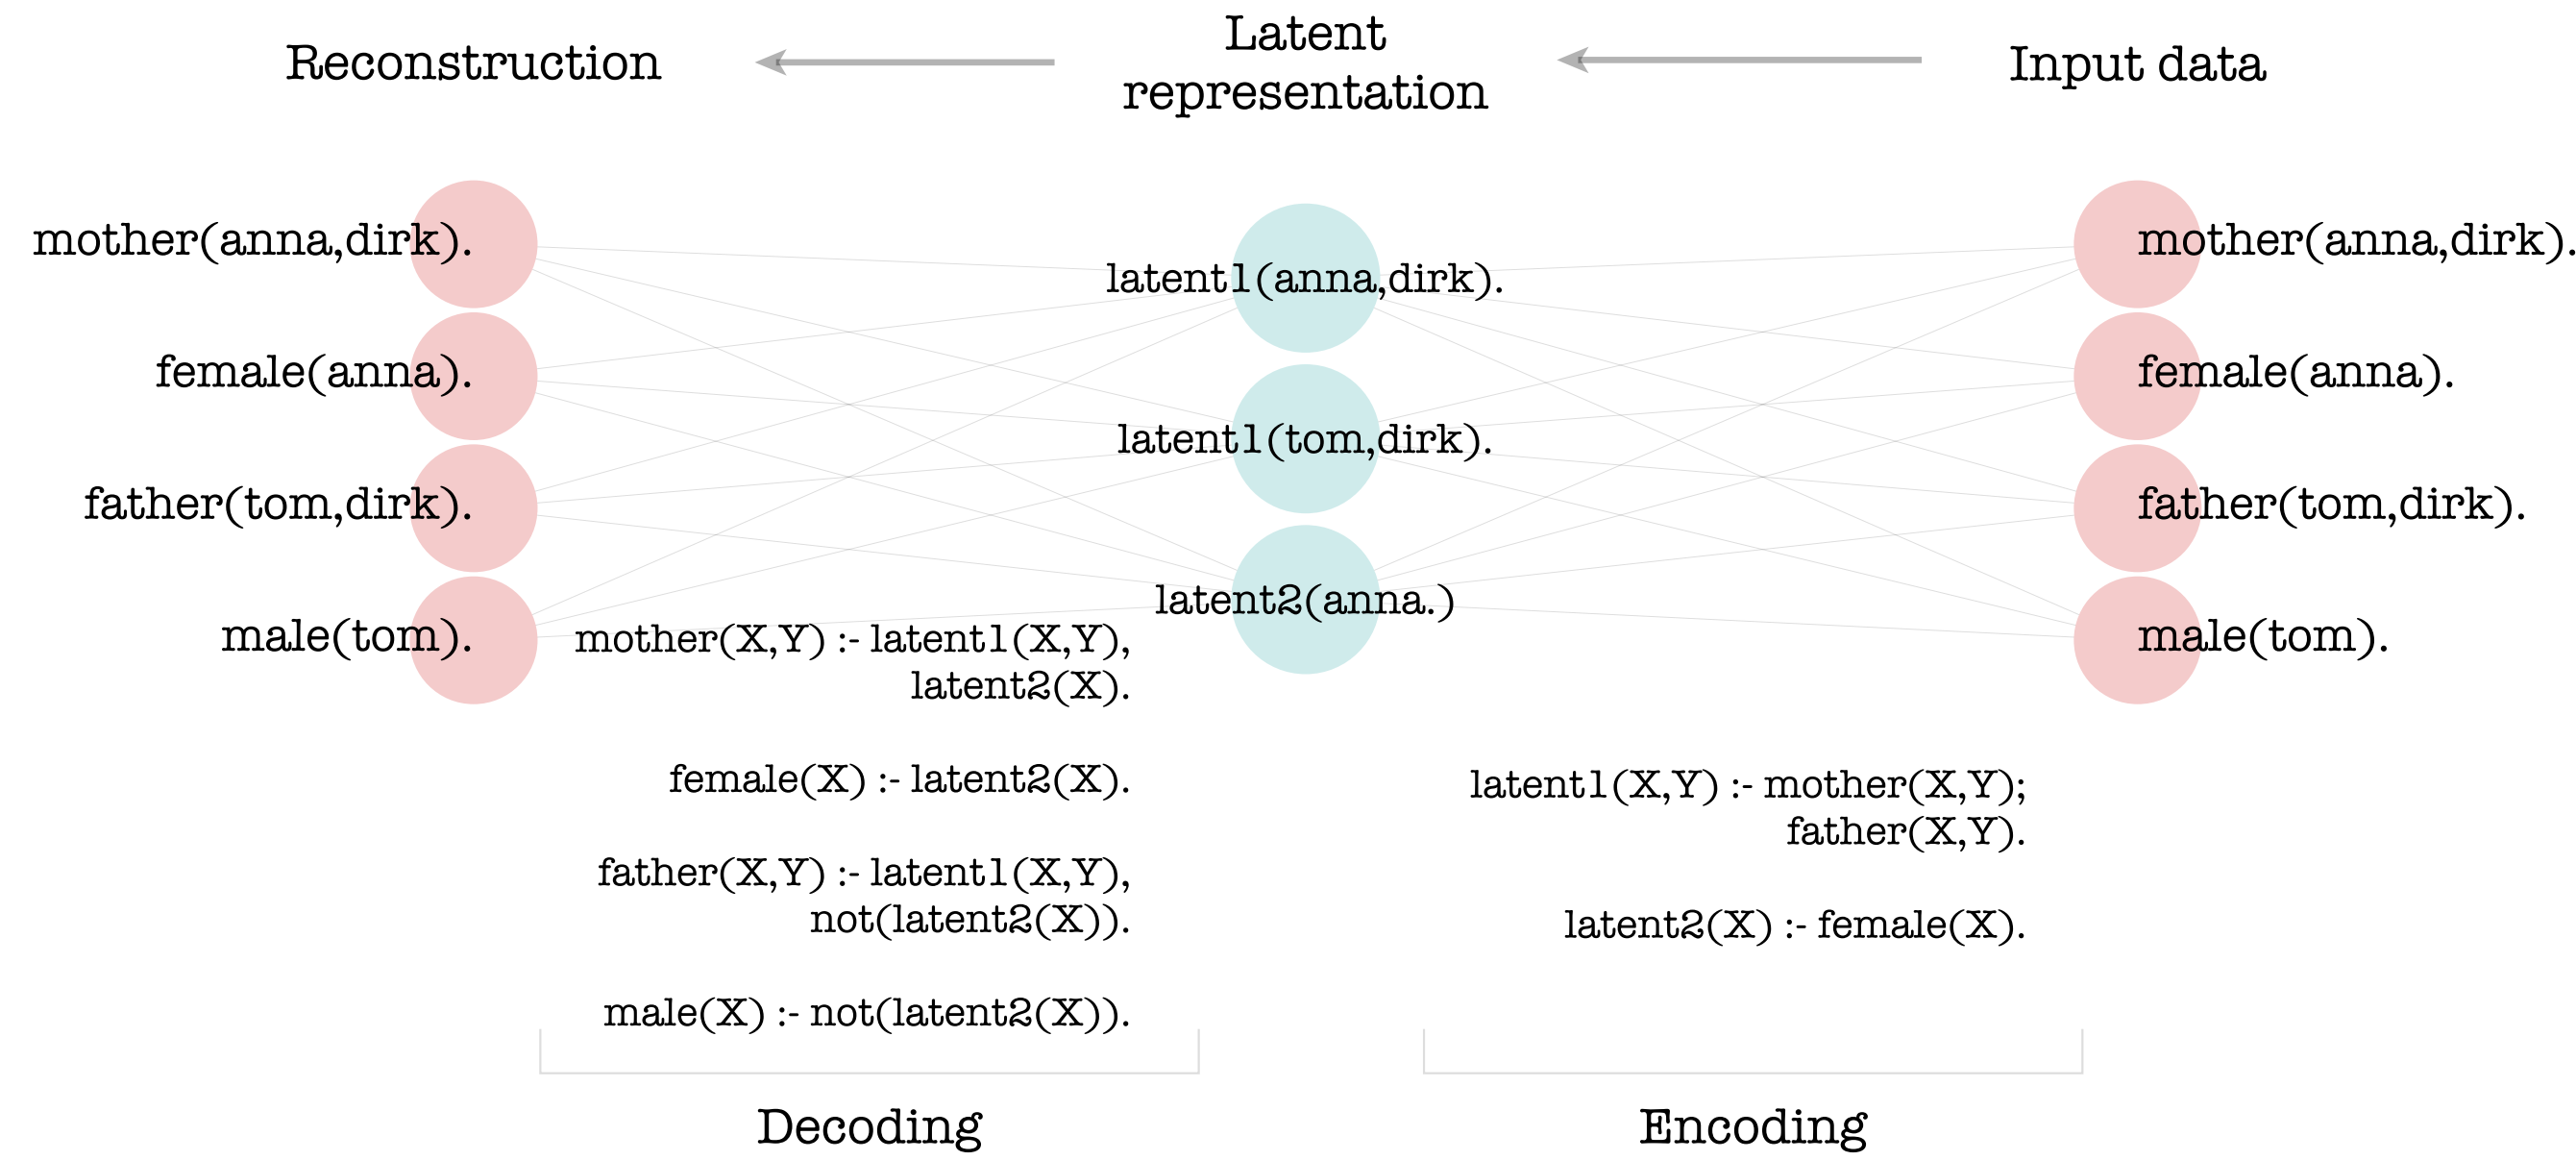 Reconstruction
Latent
representation
Input data
mother(anna,dirk).
female(anna).
father(tom,dirk).
male(tom).
latent1(anna,dirk).
latent1(tom,dirk).
latent2(anna.)
mother(anna,dirk).
female(anna).
father(tom,dirk).
male(tom).
mother(X,Y) :- latent1(X,Y),
latent2(X).
female(X) :- latent2(X).
father(X,Y) :- latent1(X,Y),
not(latent2(X)).
male(X) :- not(latent2(X)).
latent1(X,Y) :- mother(X,Y);
father(X,Y).
latent2(X) :- female(X).
Decoding
Encoding